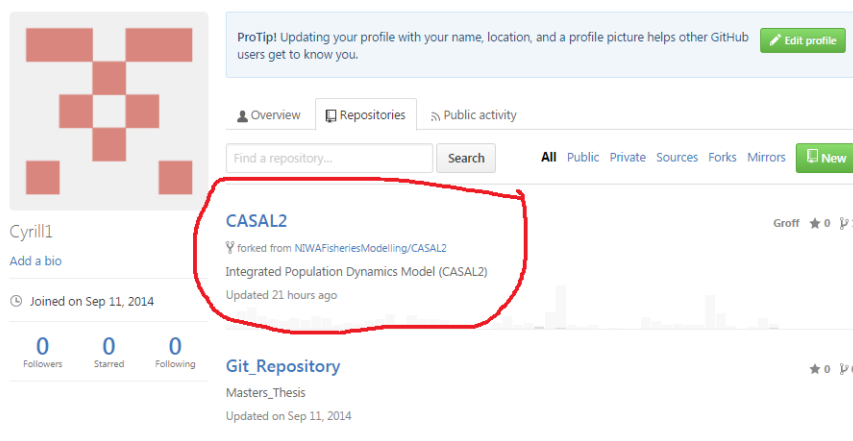 ProTip! Updating your profile with your name, location, and a profile picture helps other GitHub
users get to know you.
Edit profile
Overview
Repositories
Public activity
Find a repository...
Search
All
Public
Private
Sources
Forks
Mirrors
New
Cyrill1
Add a bio
Joined on Sep 11, 2014
0
0
0
Followers
Starred
Following
CASAL2
Groff
0
forked from NIWAFisheriesModelling/CASAL2
Integrated Population Dynamics Model (CASAL2)
Updated 21 hours ago
Git_Repository
0
Masters_Thesis
Updated on Sep 11, 2014